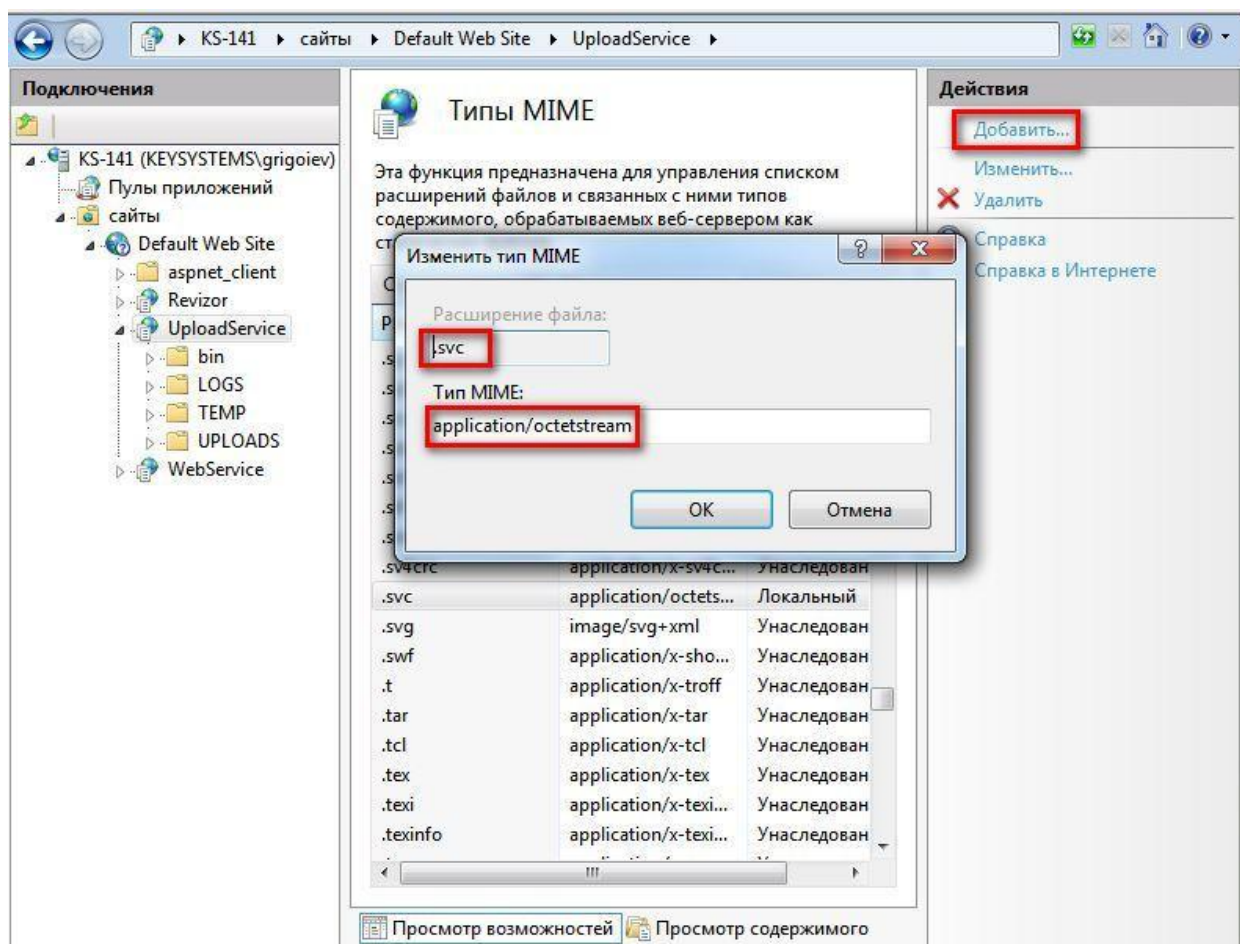 KS-141 ▸ сайты ▸ Default Web Site ▸ UploadService ▸
Подключения
KS-141 (KEYSYSTEMS\grigoiev)
Пулы приложений
сайты
Default Web Site
aspnet_client
Revizor
UploadService
bin
LOGS
TEMP
UPLOADS
WebService
Типы MIME
Эта функция предназначена для управления списком
расширений файлов и связанных с ними типов
содержимого, обрабатываемых веб-сервером как
Изменить тип MIME
Расширение файла:
.svc
Тип MIME:
application/octetstream
OK
Отмена
.sv4crc application/x-sv4c... Унаследован
.svc application/octets... Локальный
.svg image/svg+xml Унаследован
.swf application/x-sho... Унаследован
.t application/x-troff Унаследован
.tar application/x-tar Унаследован
.tcl application/x-tcl Унаследован
.tex application/x-tex Унаследован
.texi application/x-texi... Унаследован
.texinfo application/x-texi... Унаследован
Просмотр возможностей
Просмотр содержимого
Действия
Добавить...
Изменить...
Удалить
Справка
Справка в Интернете